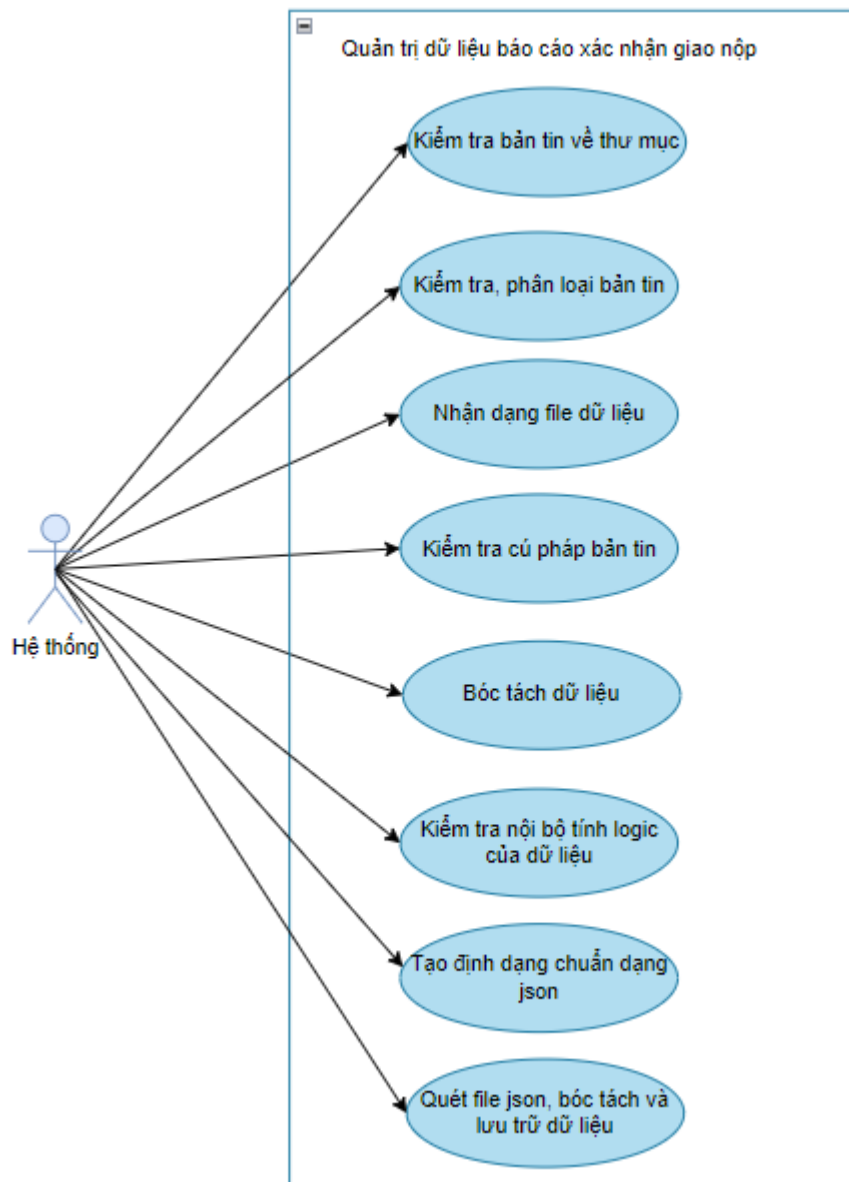 Quản trị dữ liệu báo cáo xác nhận giao nộp
Kiểm tra bản tin về thư mục
Kiểm tra, phân loại bản tin
Nhận dạng file dữ liệu
Kiểm tra cú pháp bản tin
Hệ thống
Bóc tách dữ liệu
Kiểm tra nội bộ tính logic
của dữ liệu
Tạo định dạng chuẩn dạng
json
Quét file json, bóc tách và
lưu trữ dữ liệu